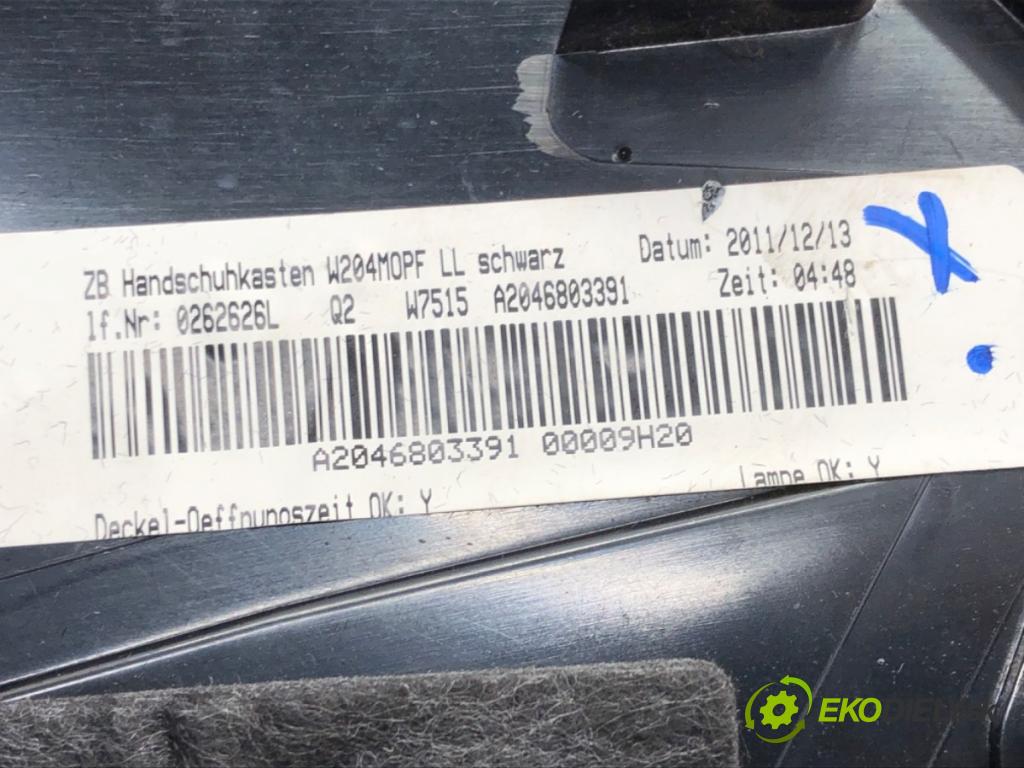 ZB Handschuhkasten W204MOPF LL schwarz Datum: 2011/12/13
lf.Nr: 0262626L Q2 W7515 A2046803391 Zeit: 04:48
A2046803391 00009H20
Deckel-Oeffnungszeit OK: Y Lampe OK: Y
EKO